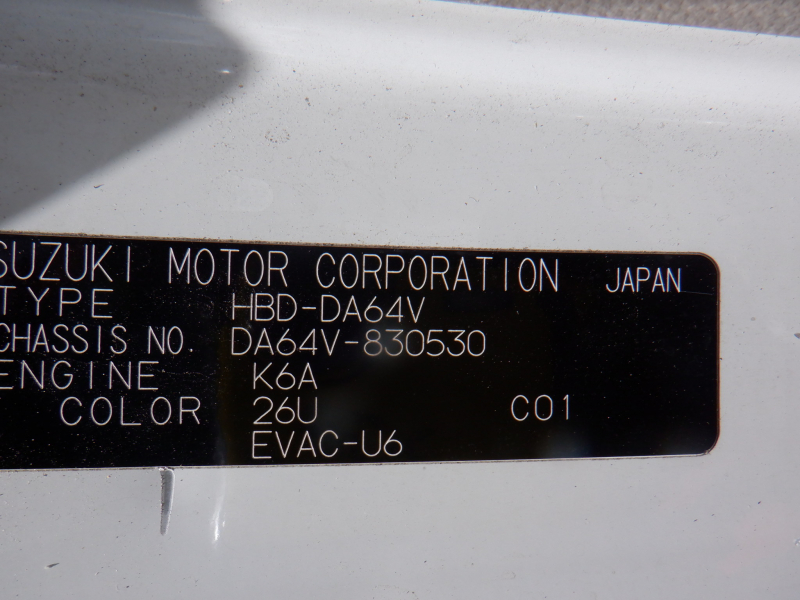 SUZUKI MOTOR CORPORATION JAPAN
TYPE HBD-DA64V
CHASSIS NO. DA64V-830530
ENGINE K6A
COLOR 26U C01
EVAC-U6